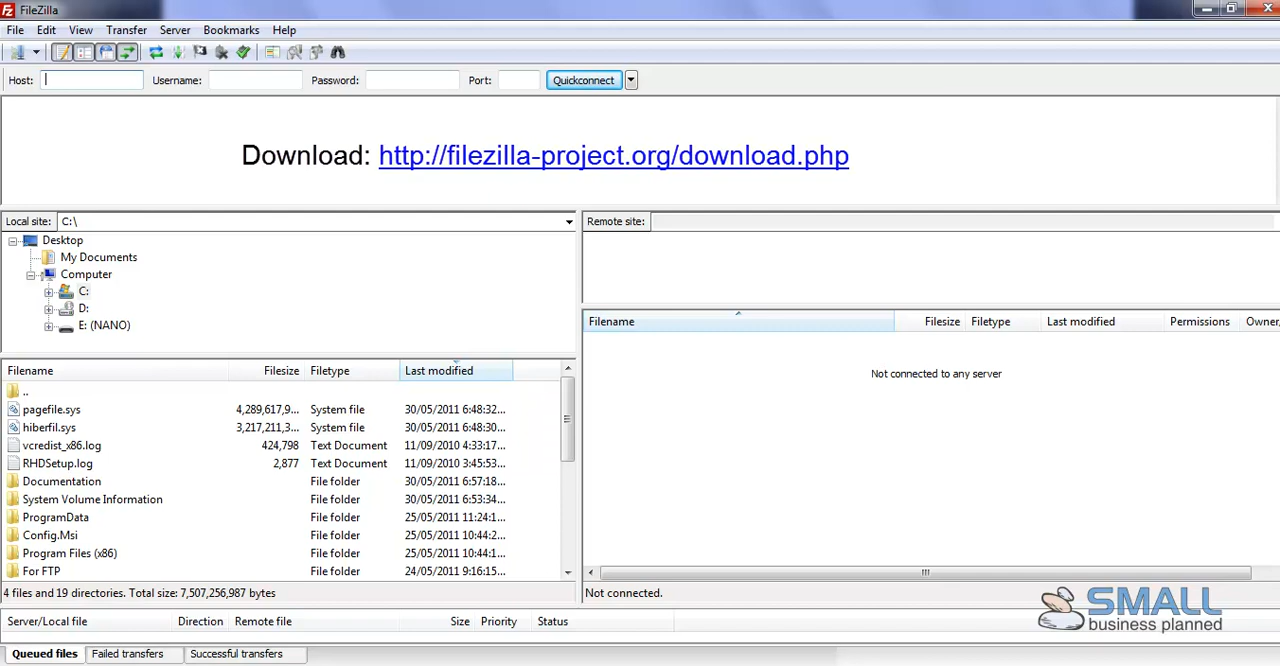 FileZilla
File Edit View Transfer Server Bookmarks Help
Host: Username: Password: Port: Quickconnect
Download: http://filezilla-project.org/download.php
Local site: C:\
Remote site:
Desktop
My Documents
Computer
C:
D:
E: (NANO)
Filename Filesize Filetype Last modified Permissions Owner,
Not connected to any server
Filename Filesize Filetype Last modified
..
pagefile.sys 4,289,617,9... System file 30/05/2011 6:48:32...
hiberfil.sys 3,217,211,3... System file 30/05/2011 6:48:30...
vcredist_x86.log 424,798 Text Document 11/09/2010 4:33:17...
RHDSetup.log 2,877 Text Document 11/09/2010 3:45:53...
Documentation File folder 30/05/2011 6:57:18...
System Volume Information File folder 30/05/2011 6:53:34...
ProgramData File folder 25/05/2011 11:24:1...
Config.Msi File folder 25/05/2011 10:44:2...
Program Files (x86) File folder 25/05/2011 10:44:1...
For FTP File folder 24/05/2011 9:16:15...
4 files and 19 directories. Total size: 7,507,256,987 bytes
Not connected.
SMALL
business planned
Server/Local file Direction Remote file Size Priority Status
Queued files Failed transfers Successful transfers